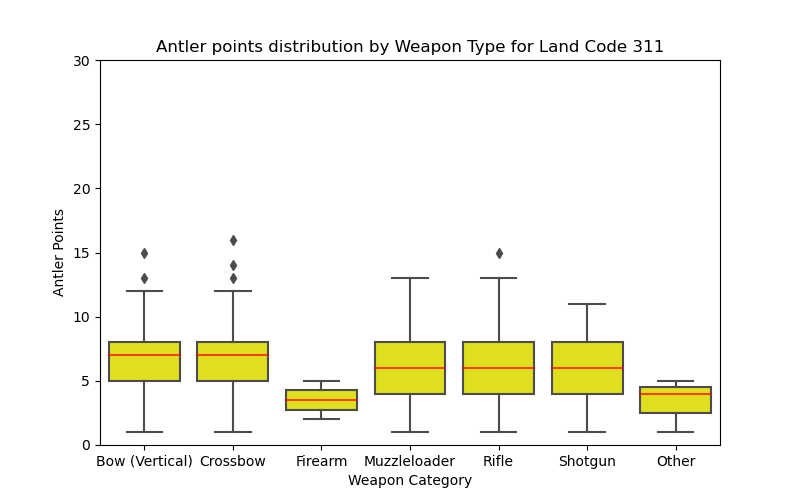 Antler points distribution by Weapon Type for Land Code 311
30
25
20
15
10
5
0
Antler Points
Bow (Vertical) Crossbow Firearm Muzzleloader Rifle Shotgun Other
Weapon Category